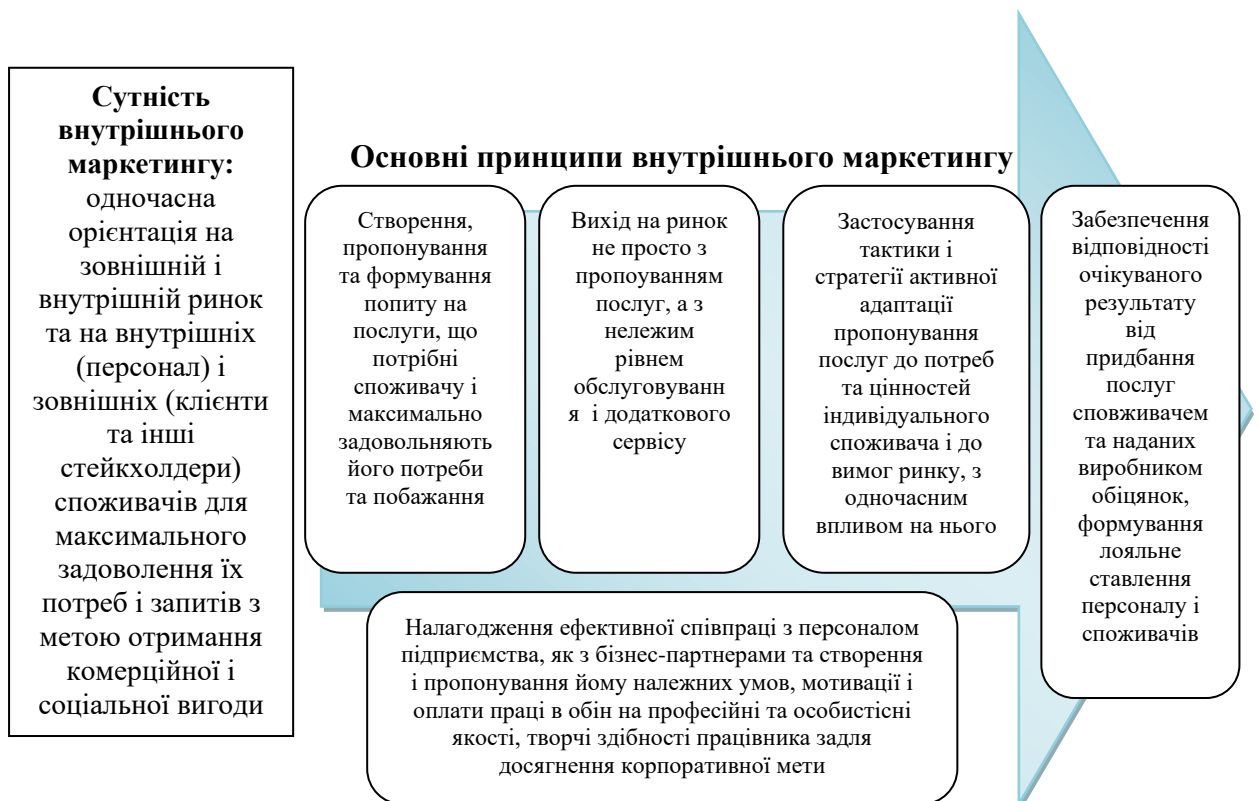 Сутність
внутрішнього
маркетингу:
одночасна
орієнтація на
зовнішній і
внутрішній ринок
та на внутрішніх
(персонал) і
зовнішніх (клієнти
та інші
стейкхолдери)
споживачів для
максимального
задоволення їх
потреб і запитів з
метою отримання
комерційної і
соціальної вигоди
Основні принципи внутрішнього маркетингу
Створення,
пропонування
та формування
попиту на
послуги, що
потрібні
споживачу і
максимально
задовольняють
його потреби
та побажання
Вихід на ринок
не просто з
пропоуванням
послуг, а з
нележим
рівнем
обслуговуванн
я і додаткового
сервісу
Застосування
тактики і
стратегії активної
адаптації
пропонування
послуг до потреб
та цінностей
індивідуального
споживача і до
вимог ринку, з
одночасним
впливом на нього
Забезпечення
відповідності
очікуваного
результату
від
придбання
послуг
сповживачем
та наданих
виробником
обіцянок,
формування
лояльне
ставлення
персоналу і
споживачів
Налагодження ефективної співпраці з персоналом
підприємства, як з бізнес-партнерами та створення
і пропонування йому належних умов, мотивації і
оплати праці в обін на професійні та особистісні
якості, творчі здібності працівника задля
досягнення корпоративної мети